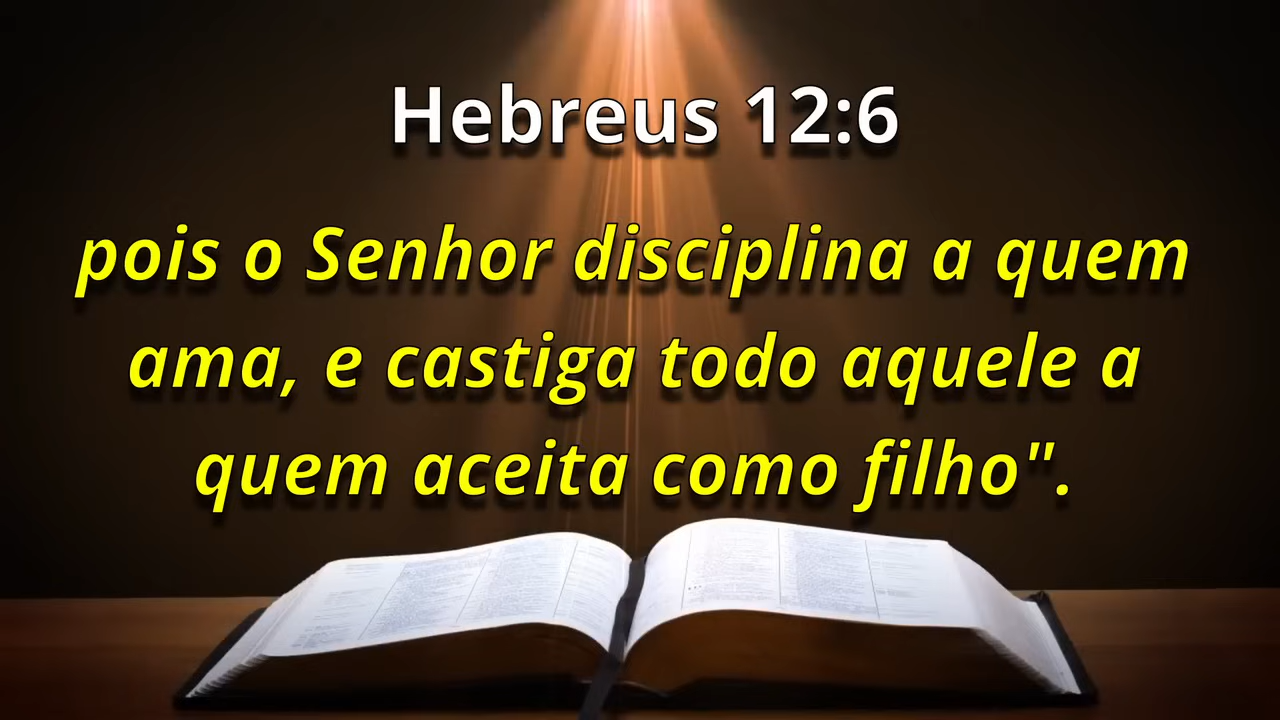 Hebreus 12:6
pois o Senhor disciplina a quem
ama, e castiga todo aquele a
quem aceita como filho".